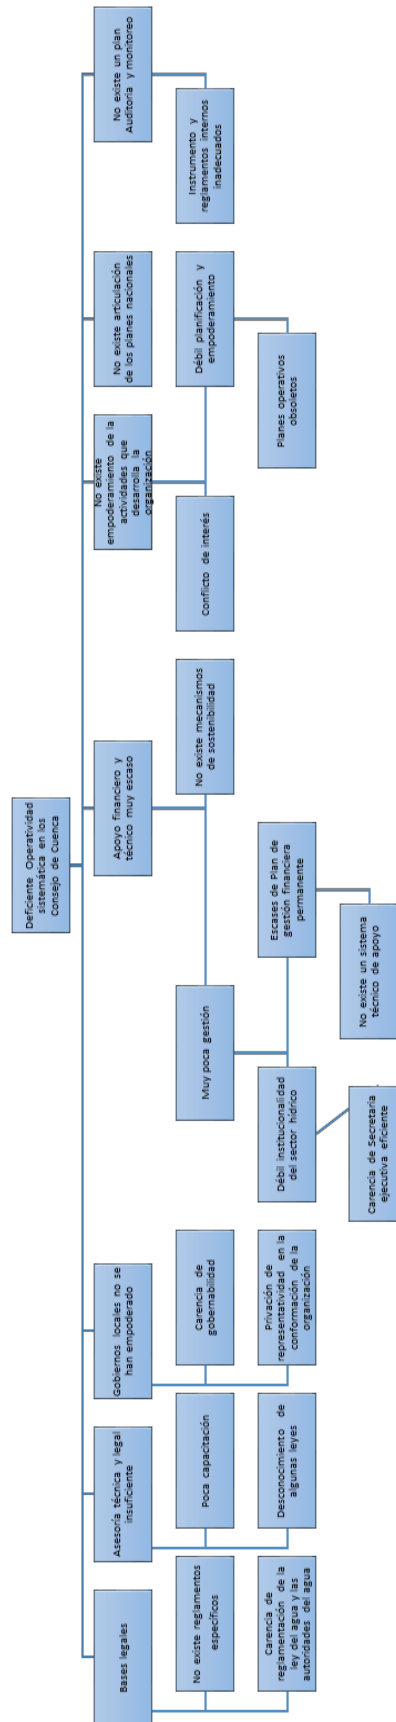 Deficiente Operatividad
sistemática en los
Consejo de Cuenca
Bases legales
No existe reglamentos
específicos
Carencia de
reglamentación de la
ley del agua y las
autoridades del agua
Asesoría técnica y legal
insuficiente
Poca capacitación
Desconocimiento de
algunas leyes
Gobiernos locales no se
han empoderado
Carencia de
gobernabilidad
Privación de
representatividad en la
conformación de la
organización
Apoyo financiero y
técnico muy escaso
Muy poca gestión
Débil institucionalidad
del sector hídrico
Carencia de Secretaria
ejecutiva eficiente
Escases de Plan de
gestión financiera
permanente
No existe un sistema
técnico de apoyo
No existe mecanismos
de sostenibilidad
No existe
empoderamiento de la
actividades que
desarrolla la
organización
Conflicto de interés
Débil planificación y
empoderamiento
Planes operativos
obsoletos
No existe articulación
de los planes nacionales
No existe un plan
Auditoria y monitoreo
Instrumento y
reglamentos internos
inadecuados